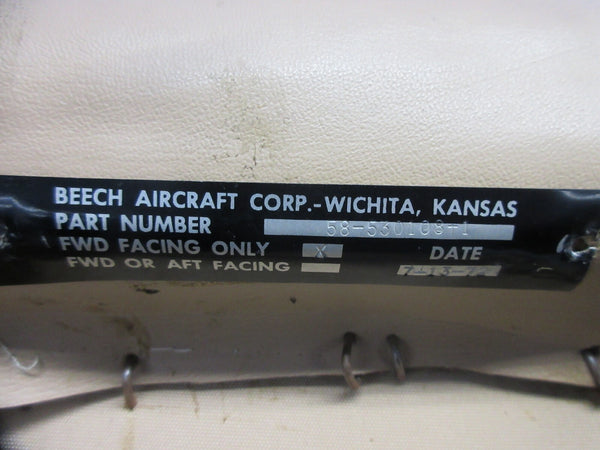 BEECH AIRCRAFT CORP.-WICHITA, KANSAS
PART NUMBER 58-530108-1
FWD FACING ONLY X DATE
FWD OR AFT FACING